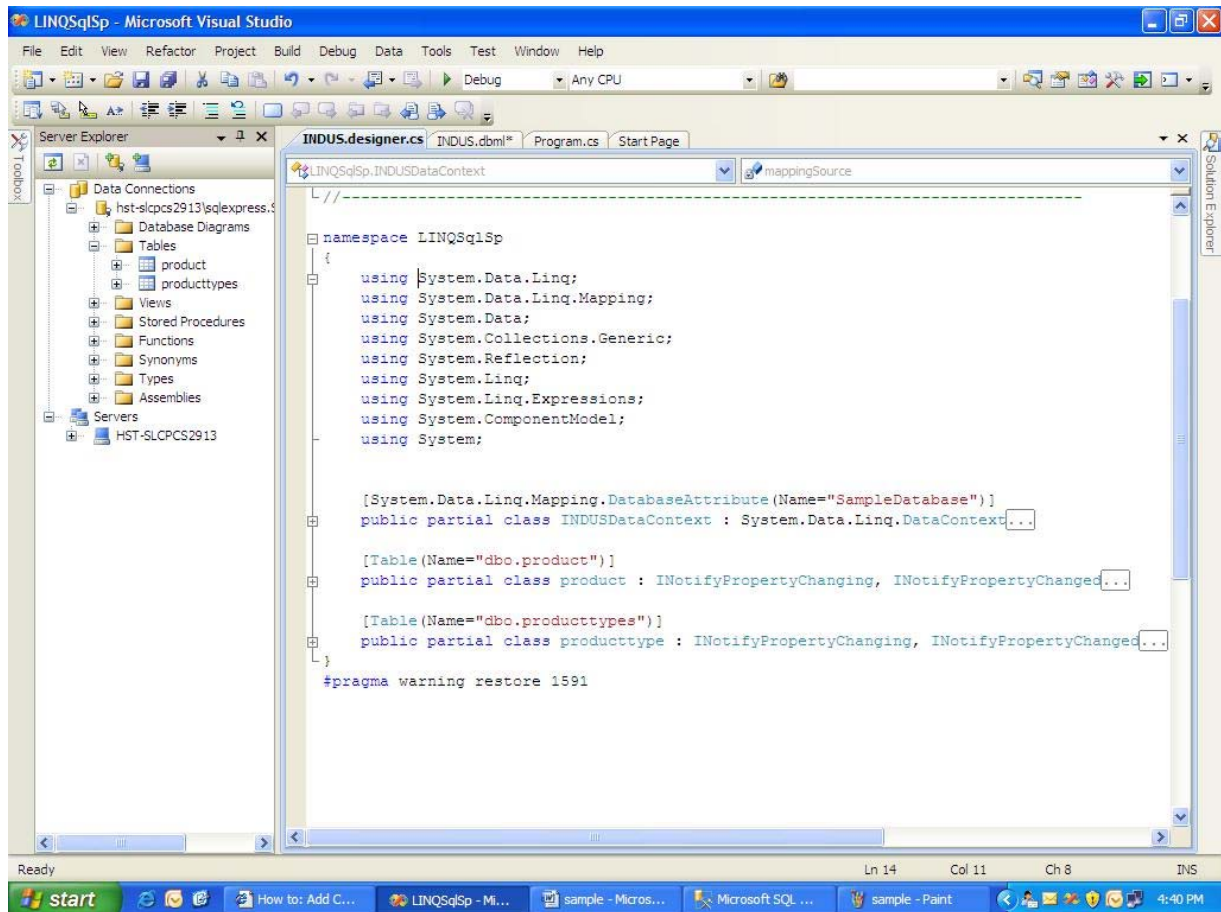 LINQSqlSp - Microsoft Visual Studio
File Edit View Refactor Project Build Debug Data Tools Test Window Help
Debug Any CPU
Server Explorer
INDUS.designer.cs INDUS.dbml* Program.cs Start Page
Toolbox
Solution Explorer
LINQSqlSp.INDUSDataContext mappingSource
Data Connections
hst-slcpcs2913\sqlexpress.S
Database Diagrams
Tables
product
producttypes
Views
Stored Procedures
Functions
Synonyms
Types
Assemblies
Servers
HST-SLCPCS2913
//------------------------------------------------------------------------------
namespace LINQSqlSp
{
using System.Data.Linq;
using System.Data.Linq.Mapping;
using System.Data;
using System.Collections.Generic;
using System.Reflection;
using System.Linq;
using System.Linq.Expressions;
using System.ComponentModel;
using System;
[System.Data.Linq.Mapping.DatabaseAttribute(Name="SampleDatabase")]
public partial class INDUSDataContext : System.Data.Linq.DataContext...
[Table(Name="dbo.product")]
public partial class product : INotifyPropertyChanging, INotifyPropertyChanged...
[Table(Name="dbo.producttypes")]
public partial class producttype : INotifyPropertyChanging, INotifyPropertyChanged...
}
#pragma warning restore 1591
Ready Ln 14 Col 11 Ch 8 INS
start How to: Add C... LINQSqlSp - Mi... sample - Micros... Microsoft SQL ... sample - Paint 4:40 PM